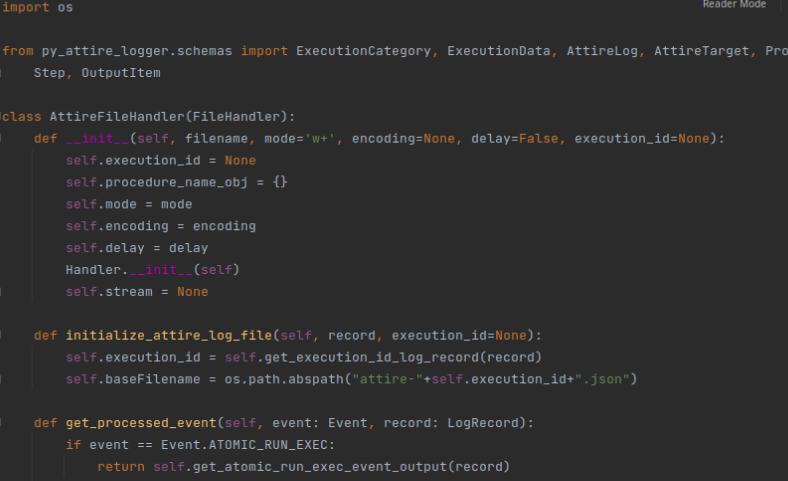 import os
Reader Mode
from py_attire_logger.schemas import ExecutionCategory, ExecutionData, AttireLog, AttireTarget, Pro
Step, OutputItem
class AttireFileHandler(FileHandler):
def __init__(self, filename, mode='w+', encoding=None, delay=False, execution_id=None):
self.execution_id = None
self.procedure_name_obj = {}
self.mode = mode
self.encoding = encoding
self.delay = delay
Handler.__init__(self)
self.stream = None
def initialize_attire_log_file(self, record, execution_id=None):
self.execution_id = self.get_execution_id_log_record(record)
self.baseFilename = os.path.abspath("attire-"+self.execution_id+".json")
def get_processed_event(self, event: Event, record: LogRecord):
if event == Event.ATOMIC_RUN_EXEC:
return self.get_atomic_run_exec_event_output(record)